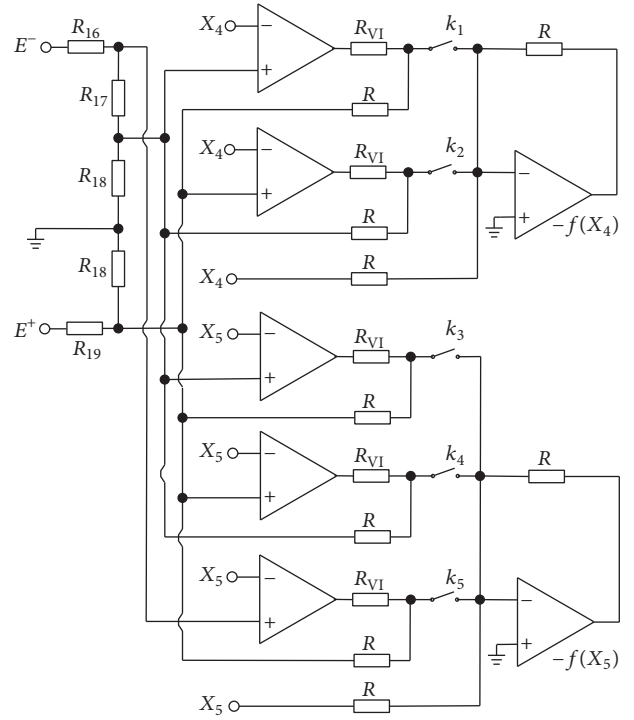 X₄ − R_VI k₁ R
E⁻ R₁₆
+
R₁₇
R
X₄ − R_VI k₂
R₁₈
+ −
+
R −f(X₄)
R₁₈
X₄ R
E⁺ R₁₉
X₅ − R_VI k₃
+
R
X₅ − R_VI k₄ R
+
R
X₅ − R_VI k₅
+ −
+
R −f(X₅)
X₅ R